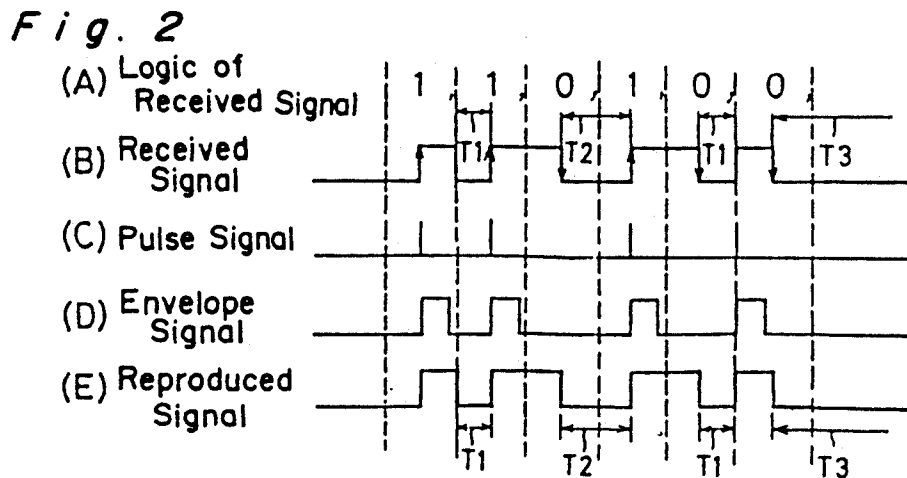 Fig. 2
(A) Logic of Received Signal
1, 1, 0, 1, 0, 0,
(B) Received Signal
T1 T2 T1 T3
(C) Pulse Signal
(D) Envelope Signal
(E) Reproduced Signal
T1 T2 T1 T3